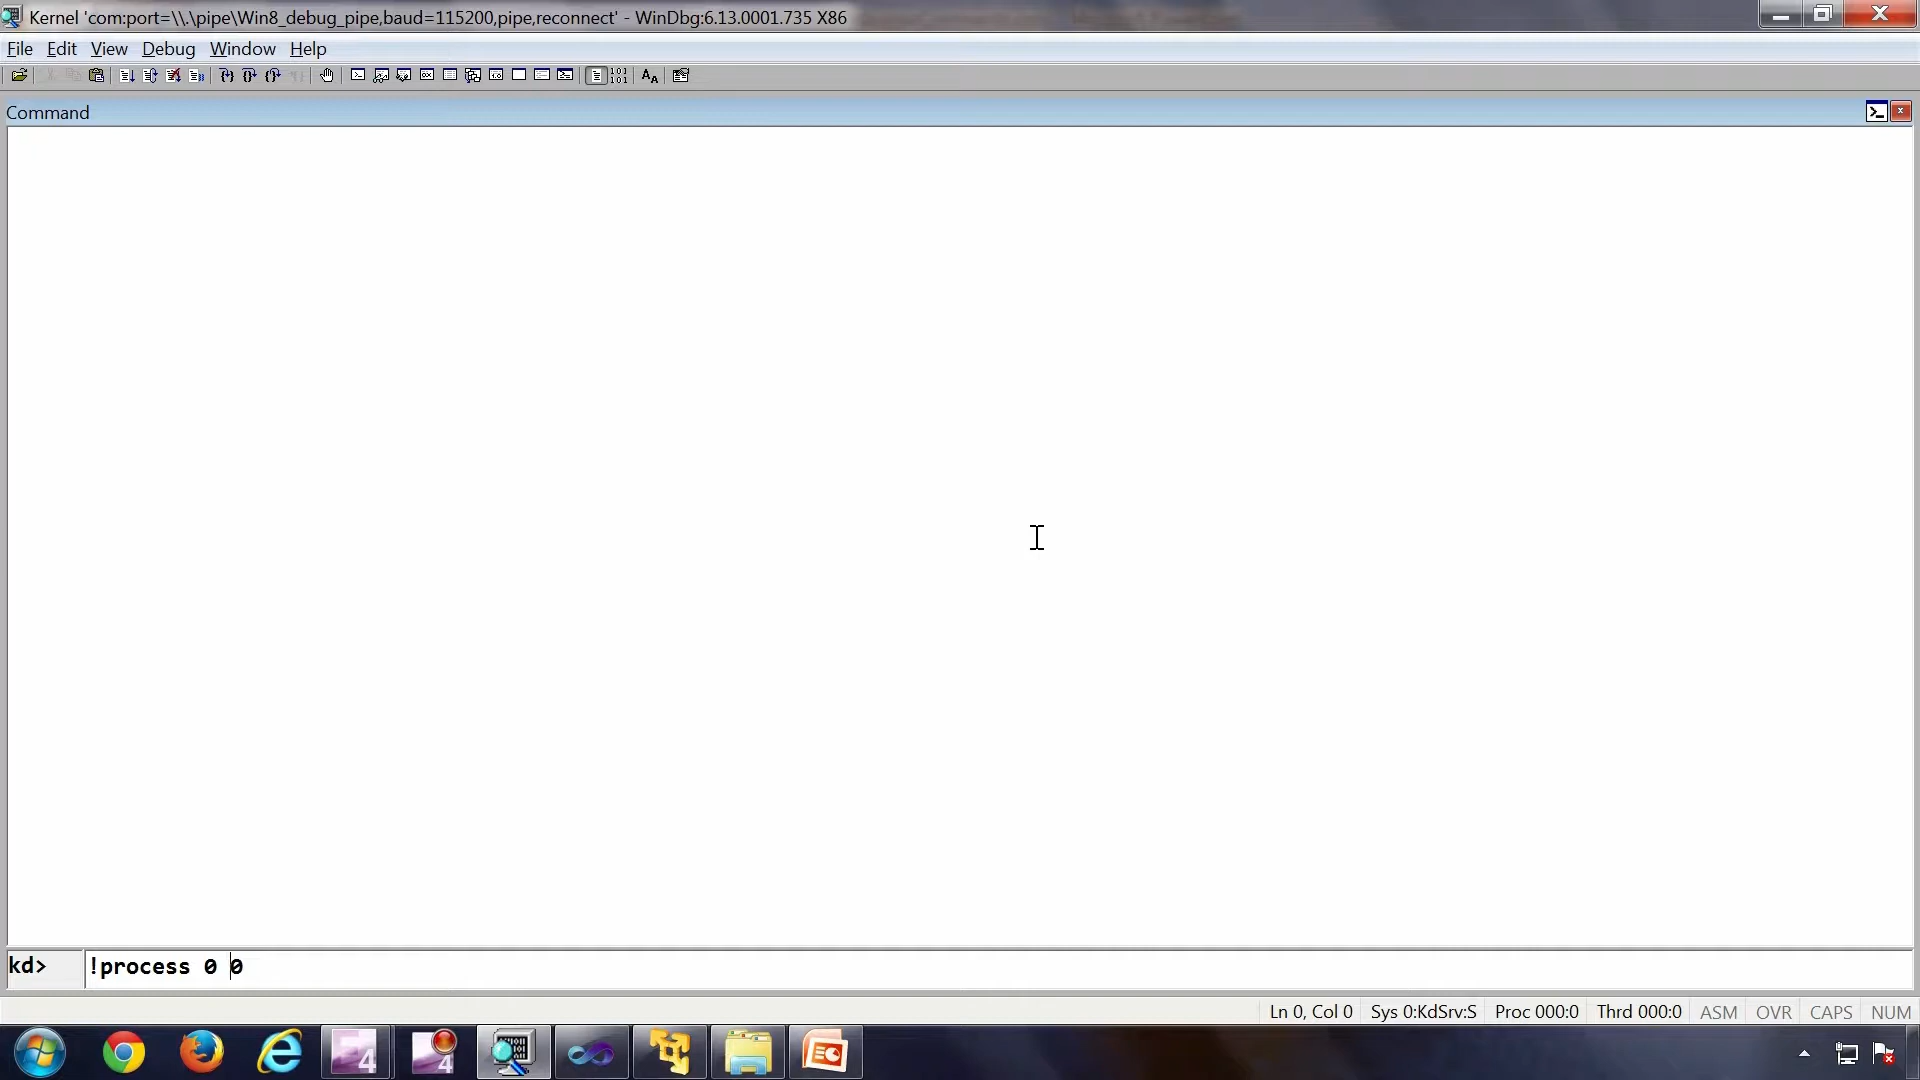 Kernel 'com:port=\\.\pipe\Win8_debug_pipe,baud=115200,pipe,reconnect' - WinDbg:6.13.0001.735 X86
File Edit View Debug Window Help
Command
kd> !process 0 0
Ln 0, Col 0 Sys 0:KdSrv:S Proc 000:0 Thrd 000:0 ASM OVR CAPS NUM
4 4